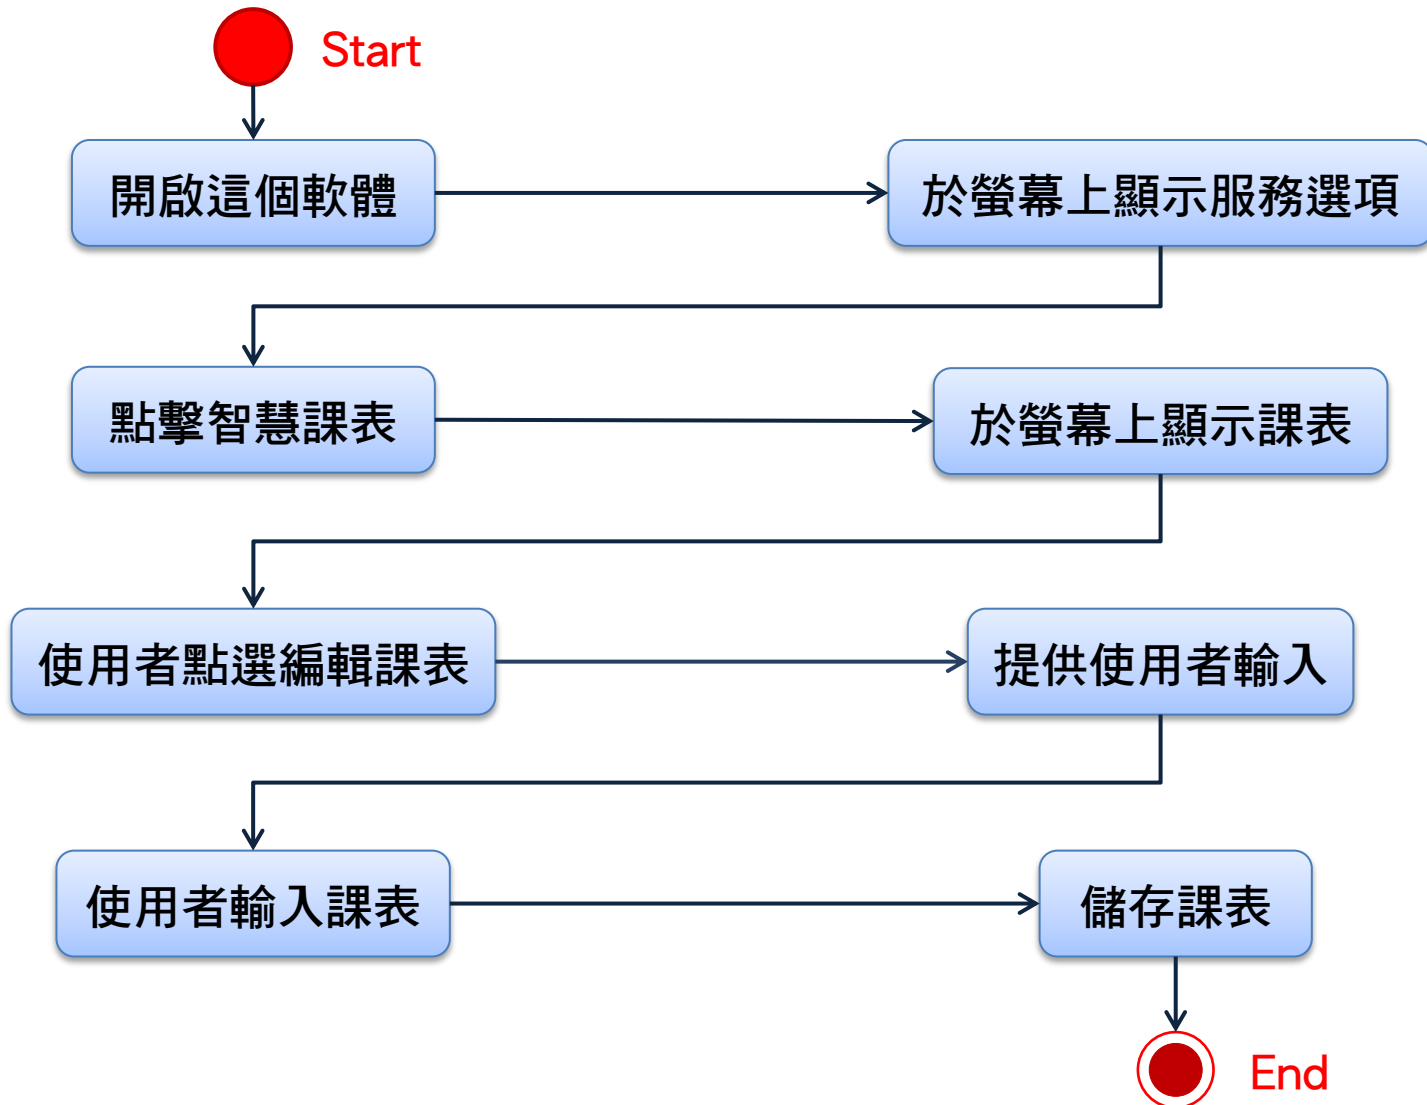 Start
開啟這個軟體
於螢幕上顯示服務選項
點擊智慧課表
於螢幕上顯示課表
使用者點選編輯課表
提供使用者輸入
使用者輸入課表
儲存課表
End